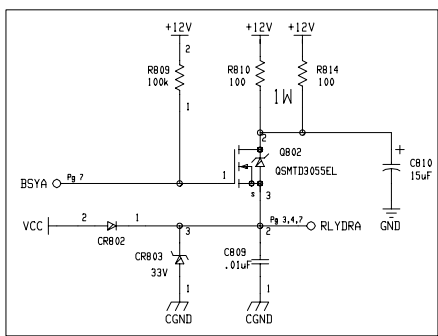 +12V +12V +12V
2
R809 100k
R810 100
R814 100
1W
1
2
Q802
QSMTD3055EL
+
C810
15uF
1
BSYA Pg 7
s
3
GND
VCC 2 1 3 2 Pg 3,4,7 RLYDRA
CR802
CR803
33V
C809
.01uF
1 1
CGND CGND